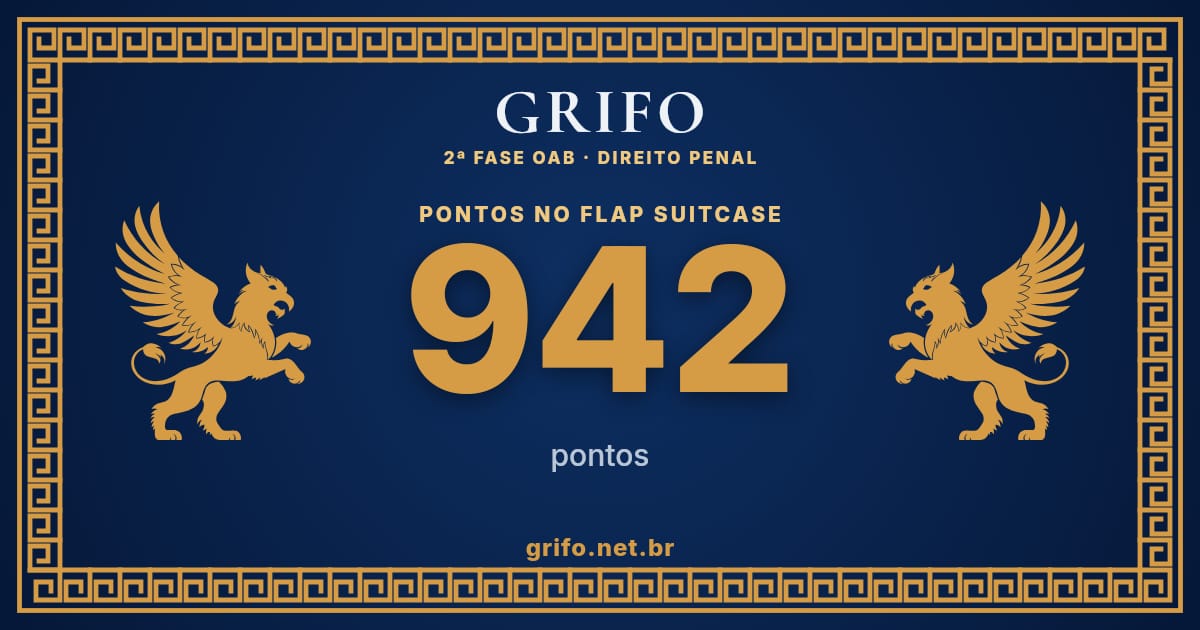 GRIFO
2ª FASE OAB · DIREITO PENAL
PONTOS NO FLAP SUITCASE
942
pontos
grifo.net.br